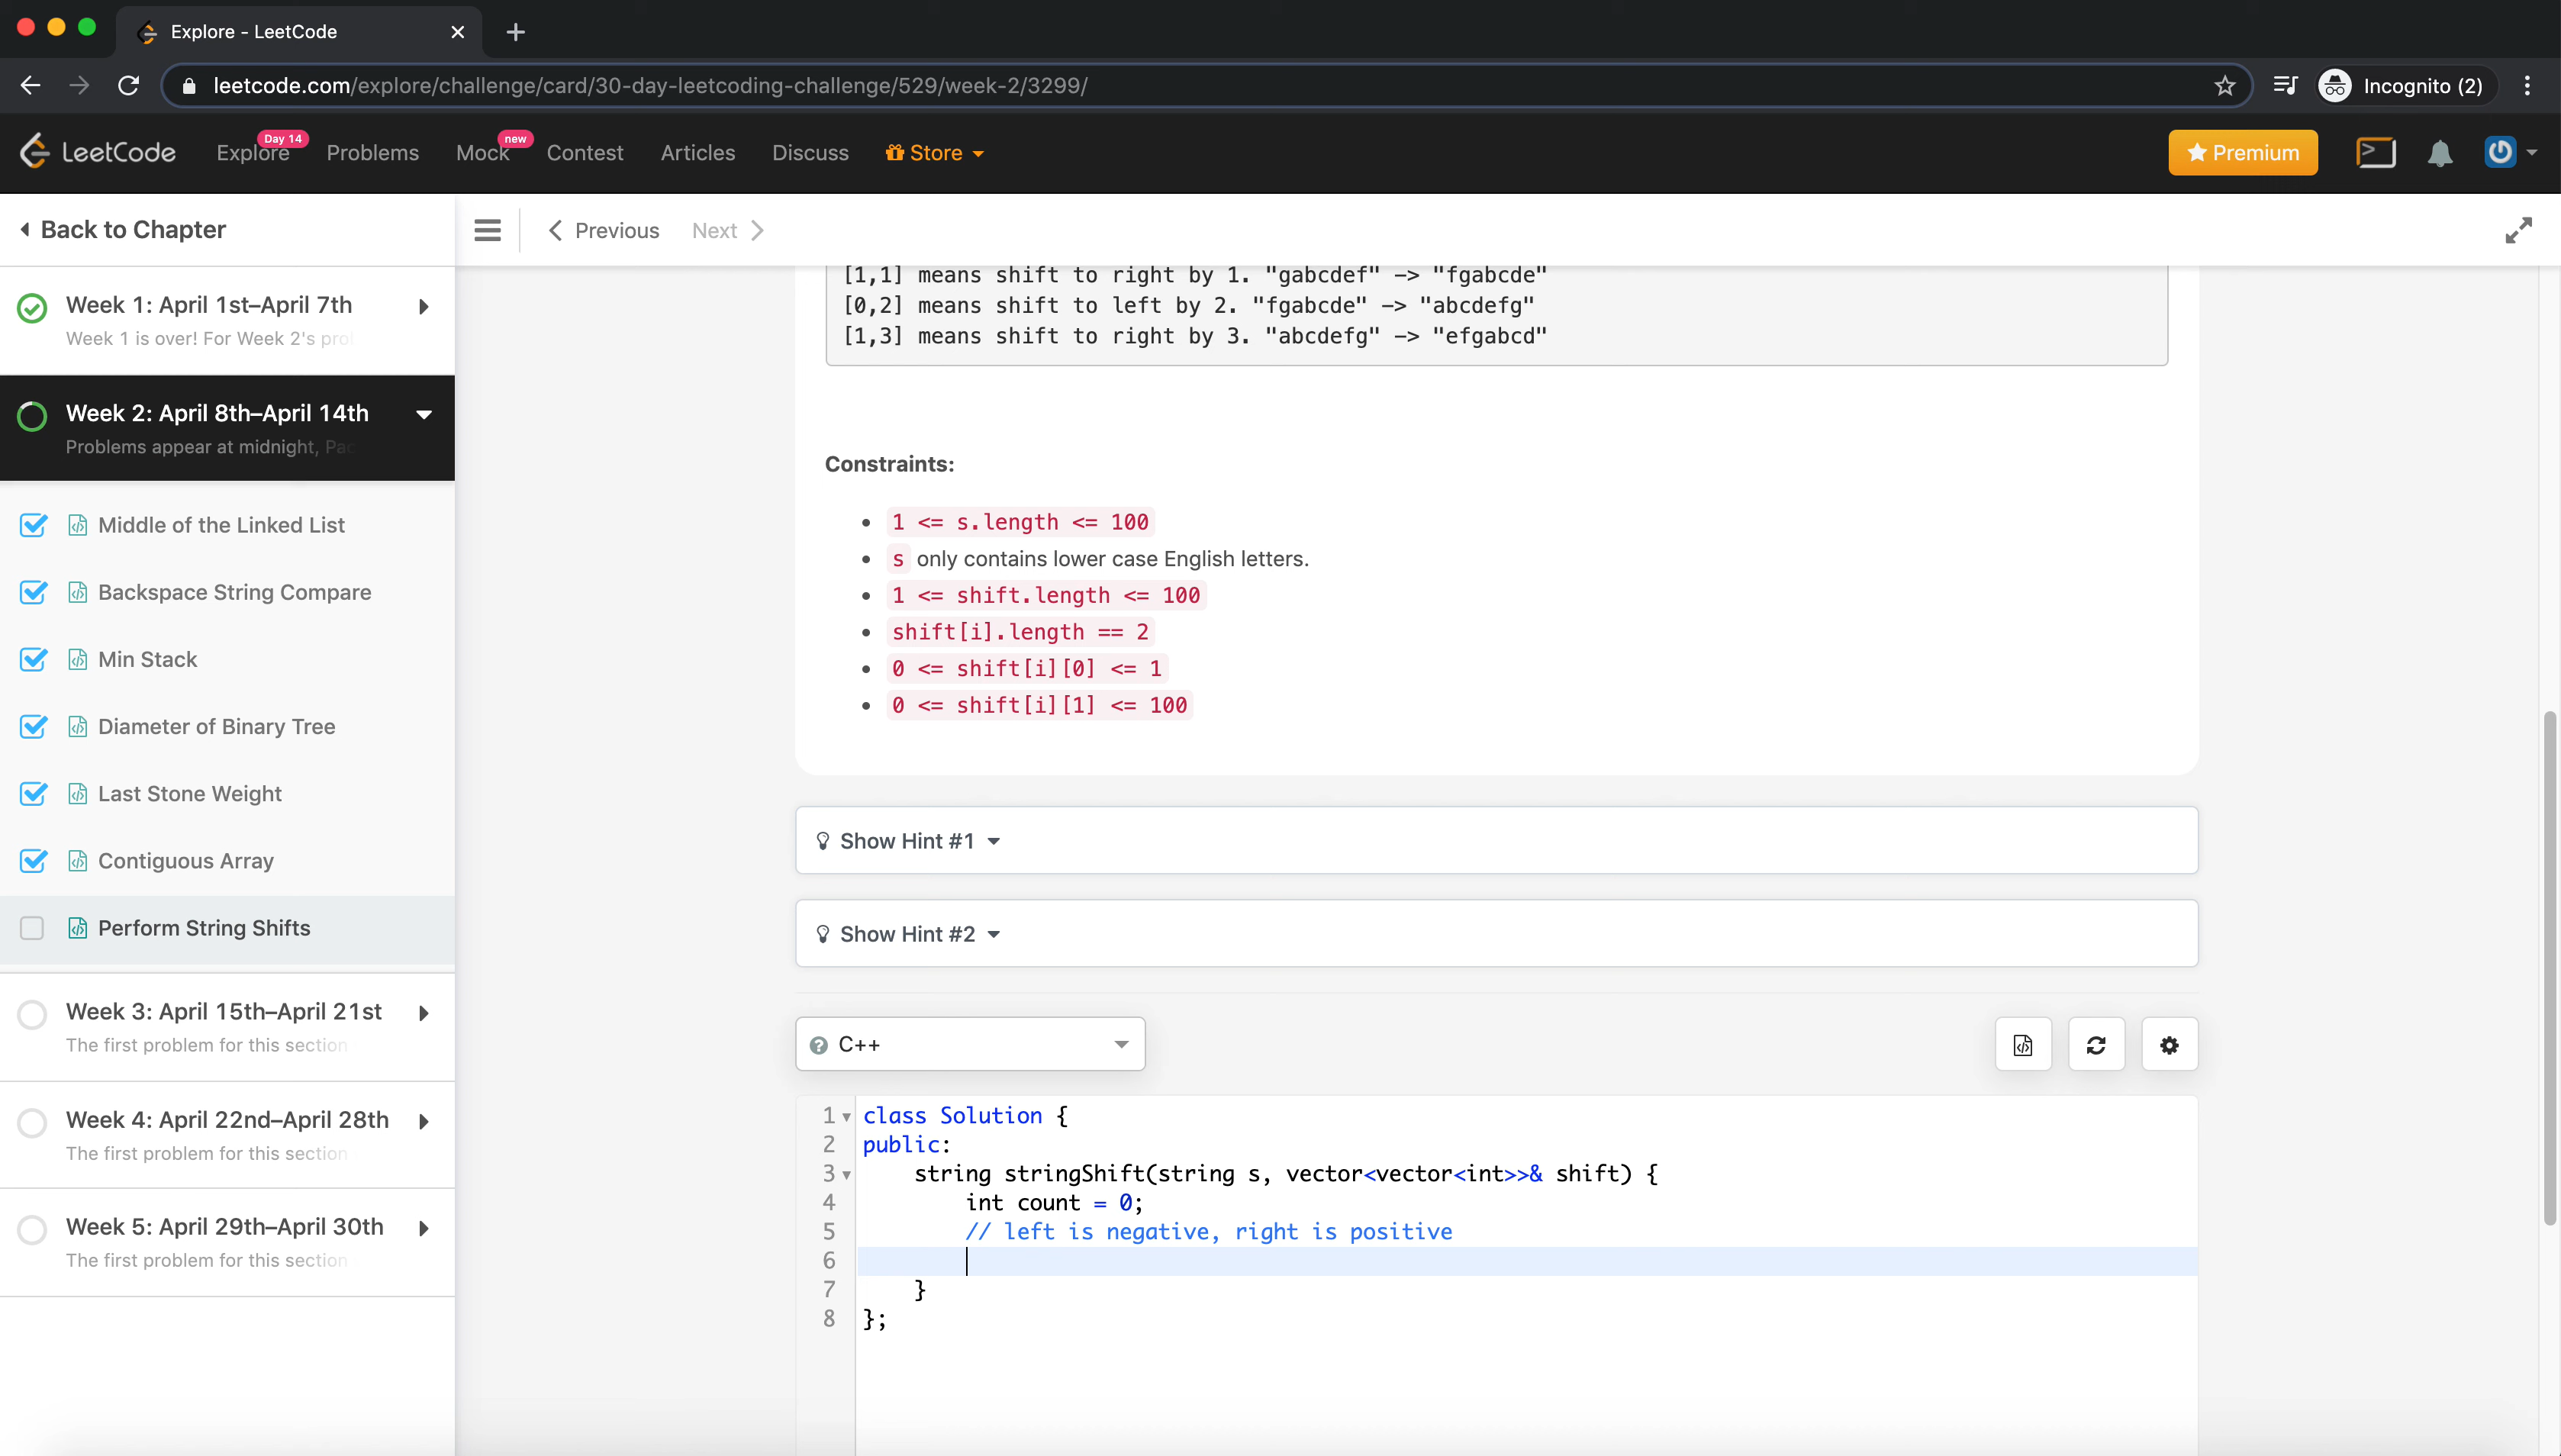 Explore - LeetCode
leetcode.com/explore/challenge/card/30-day-leetcoding-challenge/529/week-2/3299/
Incognito (2)
LeetCode
Explore
Day 14
Problems
Mock
new
Contest
Articles
Discuss
Store
Premium
Back to Chapter
Previous
Next
Week 1: April 1st–April 7th
Week 1 is over! For Week 2's pro
Week 2: April 8th–April 14th
Problems appear at midnight, Pac
Middle of the Linked List
Backspace String Compare
Min Stack
Diameter of Binary Tree
Last Stone Weight
Contiguous Array
Perform String Shifts
Week 3: April 15th–April 21st
The first problem for this section
Week 4: April 22nd–April 28th
The first problem for this section
Week 5: April 29th–April 30th
The first problem for this section
[1,1] means shift to right by 1. "gabcdef" -> "fgabcde"
[0,2] means shift to left by 2. "fgabcde" -> "abcdefg"
[1,3] means shift to right by 3. "abcdefg" -> "efgabcd"
Constraints:
1 <= s.length <= 100
s only contains lower case English letters.
1 <= shift.length <= 100
shift[i].length == 2
0 <= shift[i][0] <= 1
0 <= shift[i][1] <= 100
Show Hint #1
Show Hint #2
C++
1 class Solution {
2 public:
3 string stringShift(string s, vector<vector<int>>& shift) {
4 int count = 0;
5 // left is negative, right is positive
6
7 }
8 };